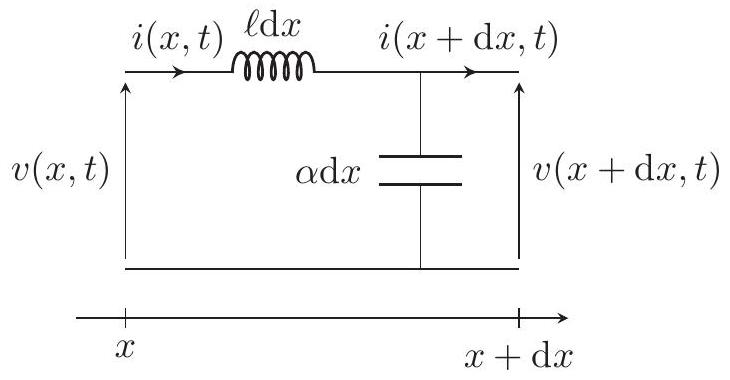 i(x, t)
ℓdx
i(x + dx, t)
v(x, t)
αdx
v(x + dx, t)
x
x + dx